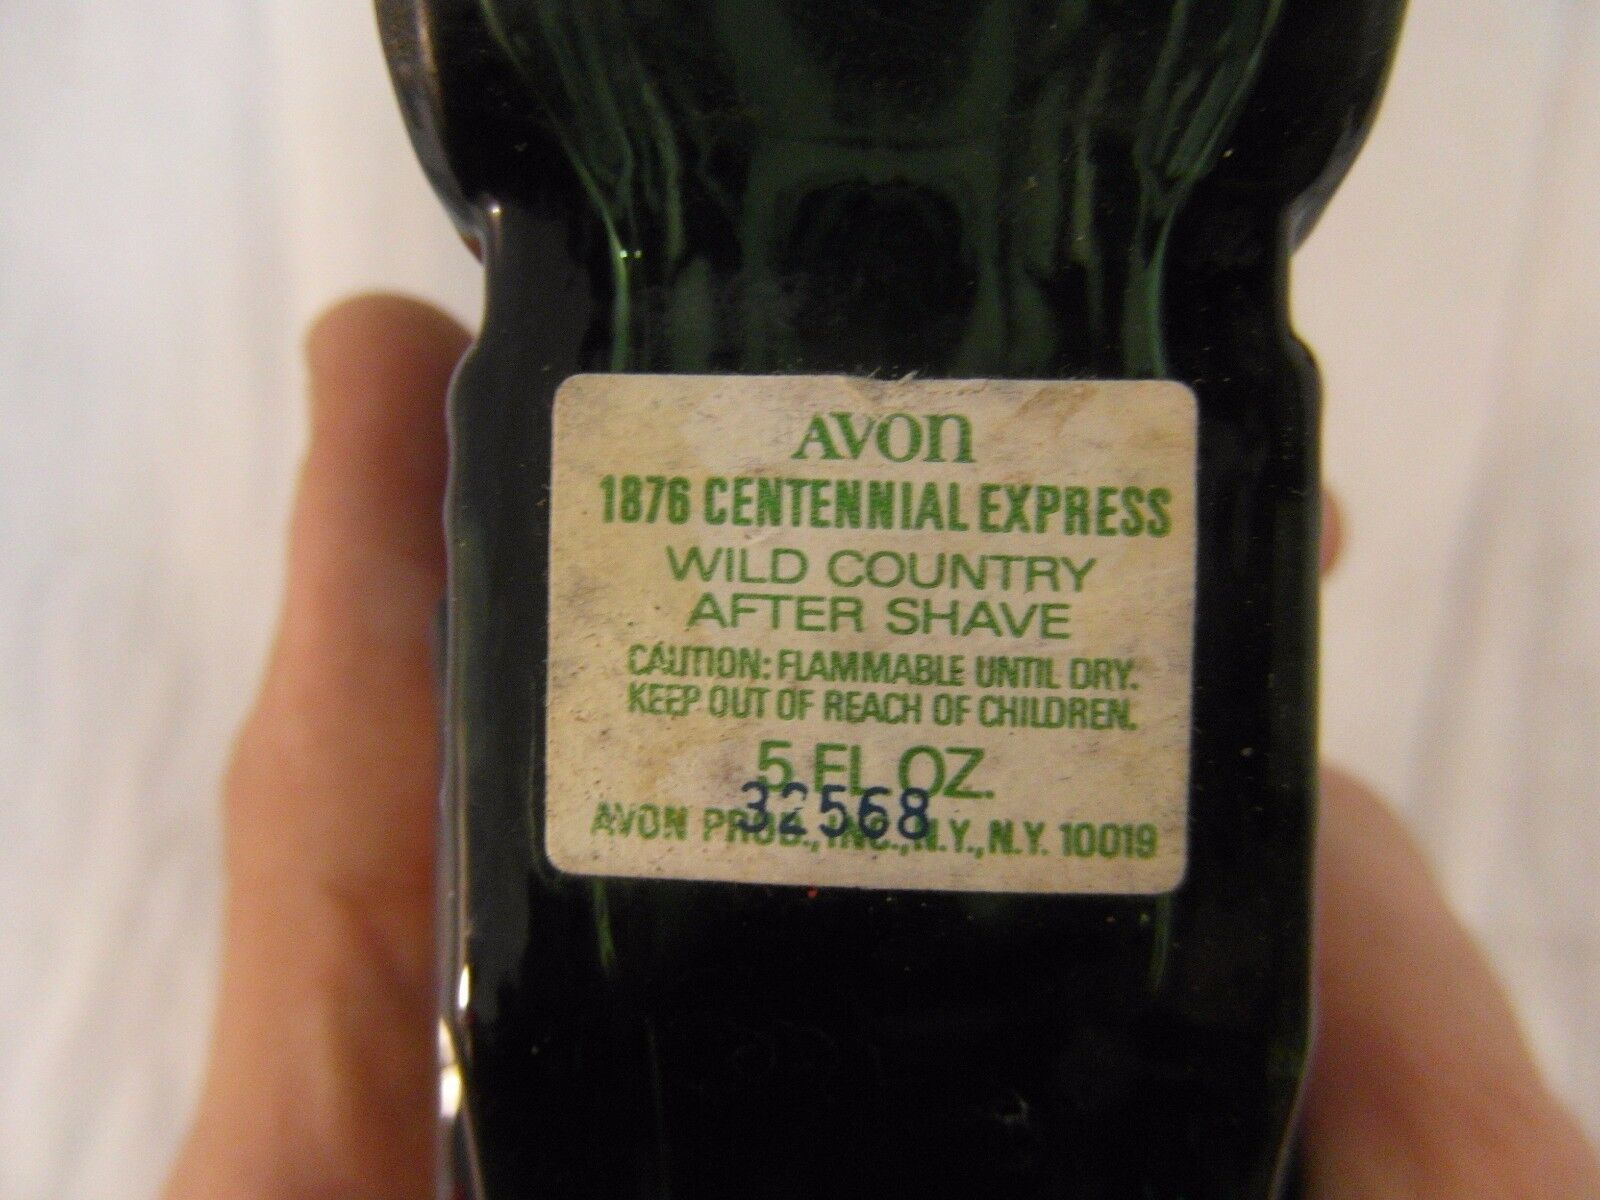 AVON
1876 CENTENNIAL EXPRESS
WILD COUNTRY
AFTER SHAVE
CAUTION: FLAMMABLE UNTIL DRY.
KEEP OUT OF REACH OF CHILDREN.
5 FL OZ.
32568
AVON PROD., INC., N.Y., N.Y. 10019